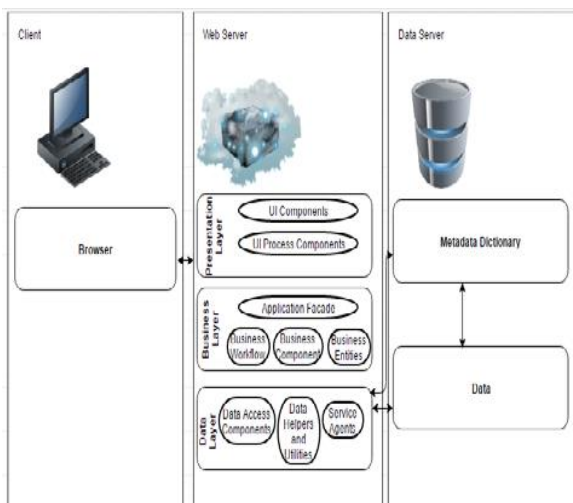 Client
Web Server
Data Server
Browser
Presentation
Layer
UI Components
UI Process Components
Business
Layer
Application Facade
Business
Workflow
Business
Component
Business
Entities
Data
Layer
Data Access
Components
Data
Helpers
and
Utilities
Service
Agents
Metadata Dictionary
Data